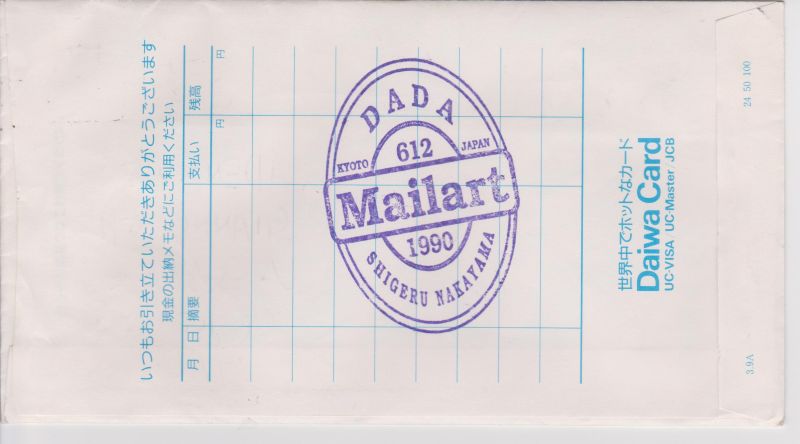 いつもお引き立ていただきありがとうございます
現金の出納メモなどにご利用ください
月 日 摘要 支払い 残高
円 円
DADA
KYOTO 612 JAPAN
Mailart
1990
SHIGERU NAKAYAMA
世界中でホットなカード
Daiwa Card
UC·VISA UC·Master JCB
3.9A 24 50 100